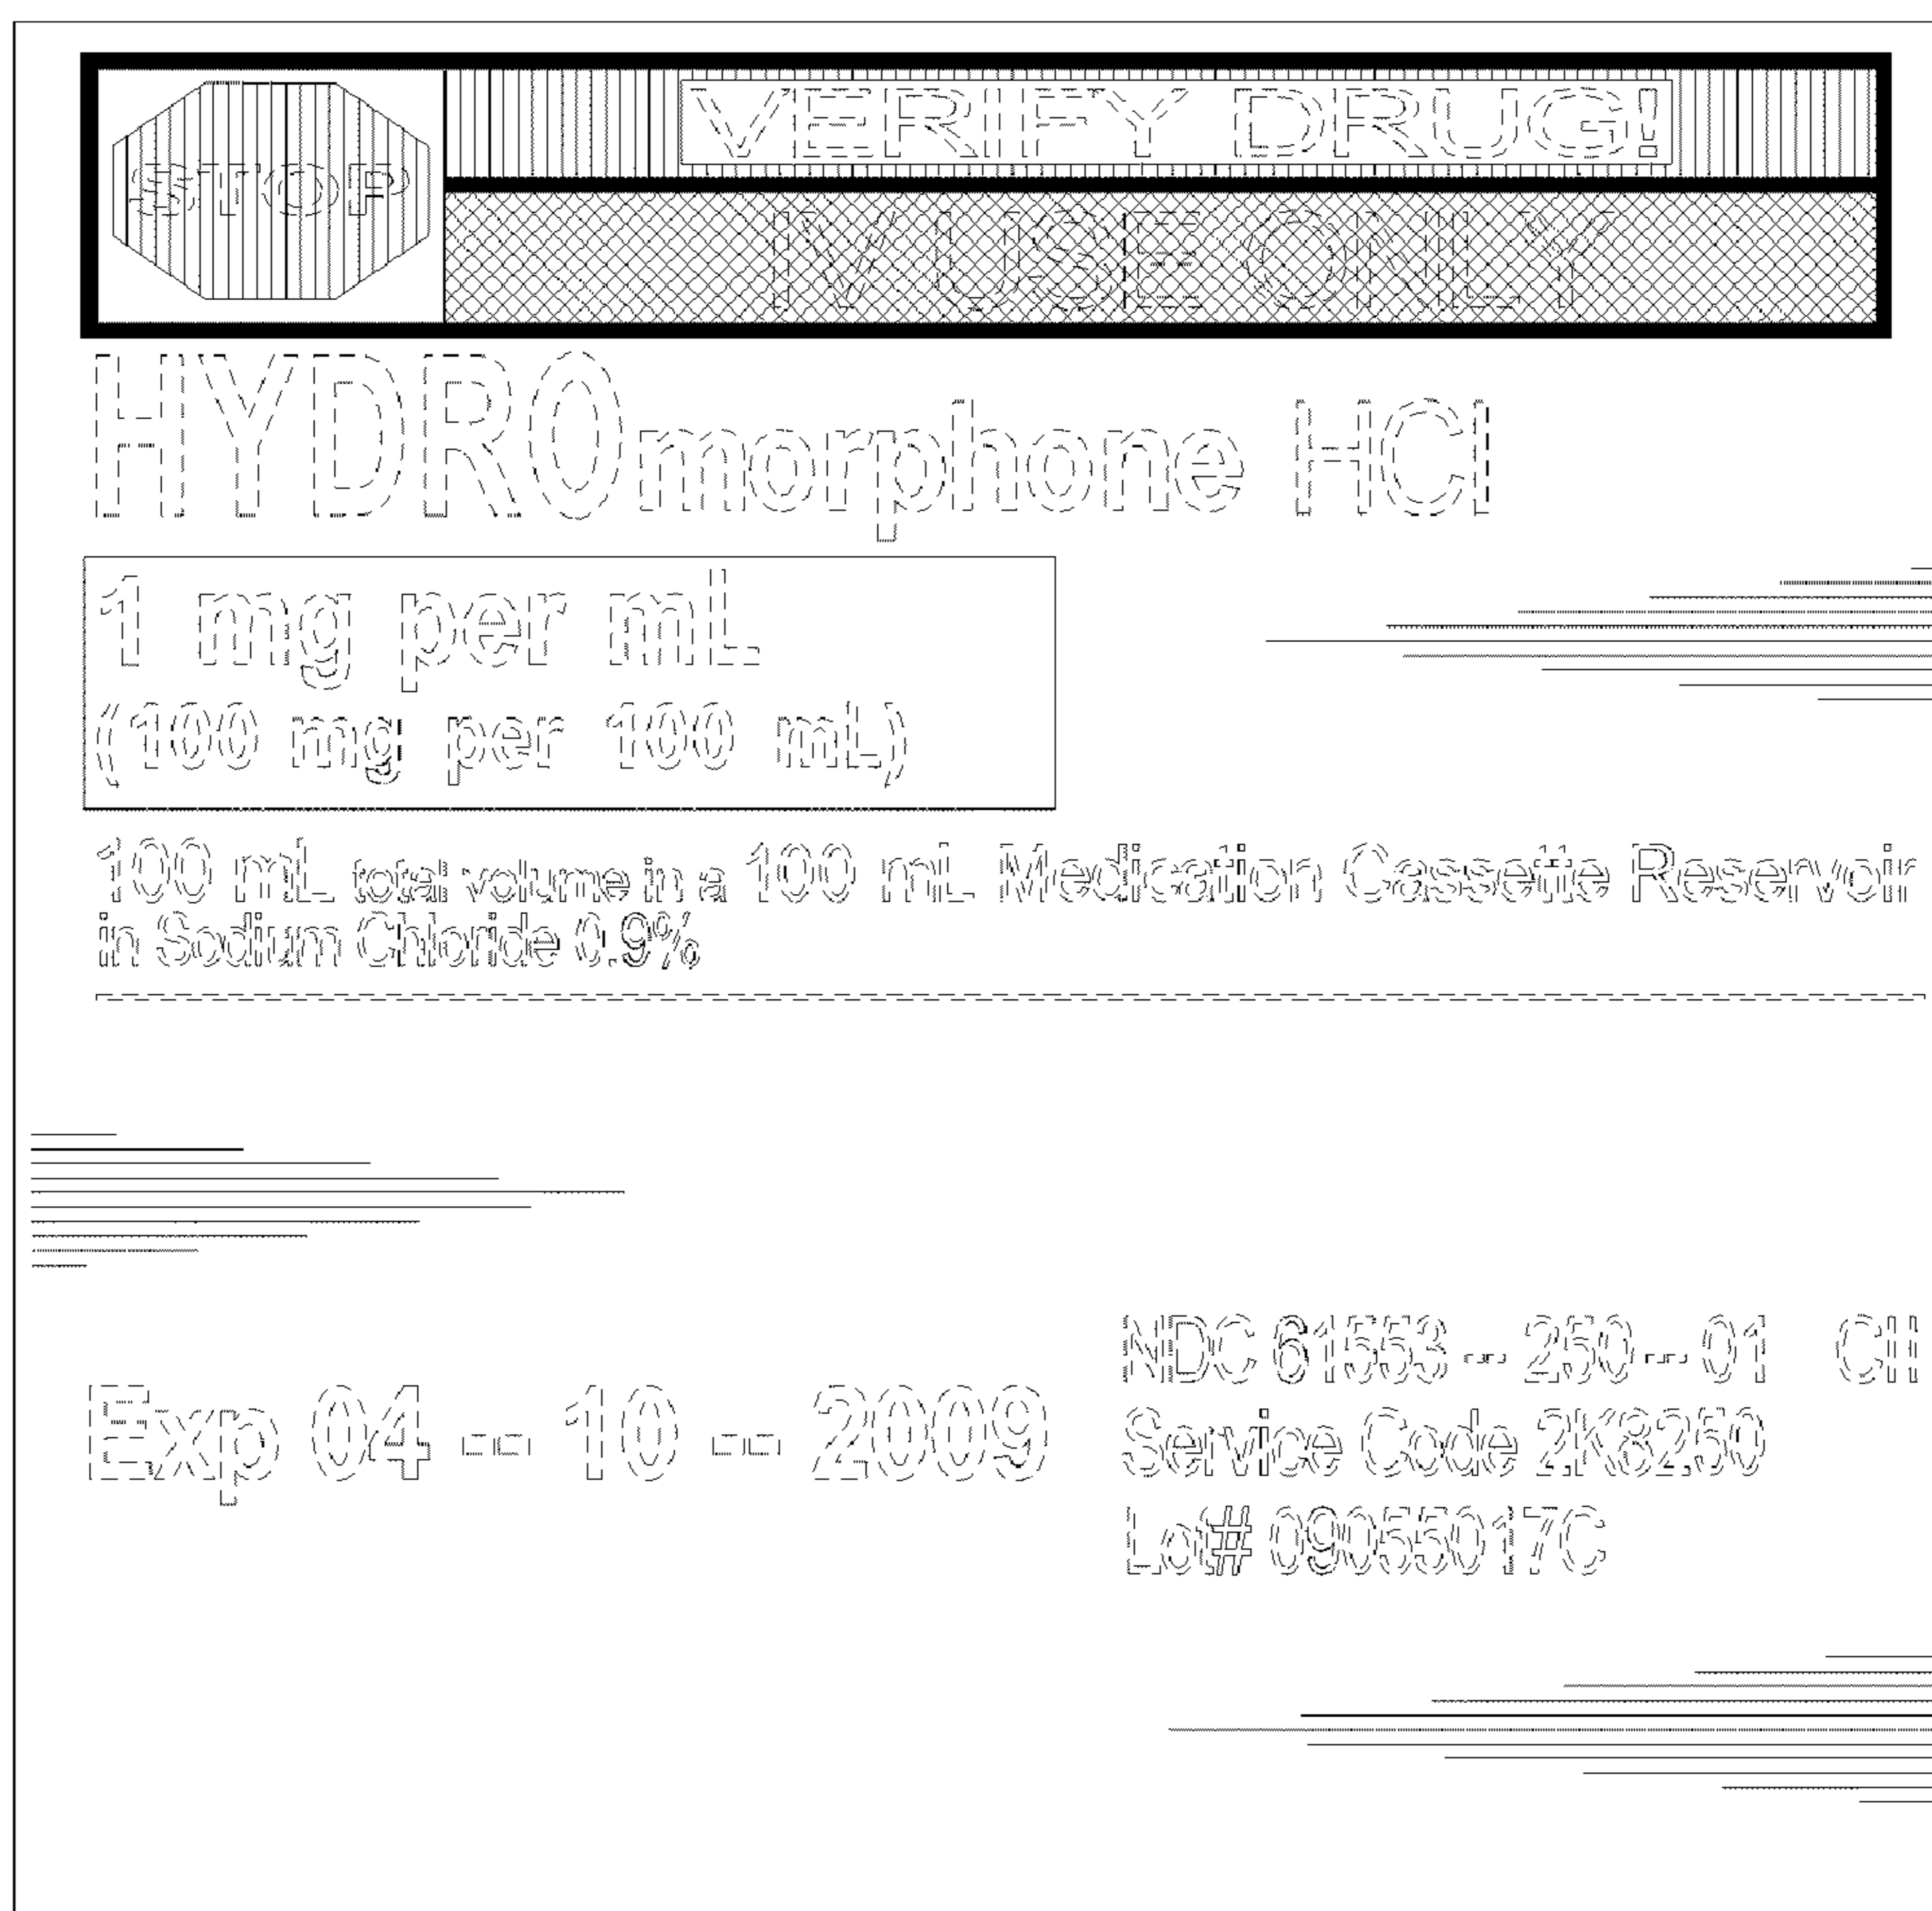 STOP
VERIFY DRUG!
IV USE ONLY
HYDROmorphone HCl
1 mg per mL
(100 mg per 100 mL)
100 mL total volume in a 100 mL Medication Cassette Reservoir
in Sodium Chloride 0.9%
NDC 61553--250--01 CII
Exp 04 -- 10 -- 2009
Service Code 2K8250
Lot# 09055017C